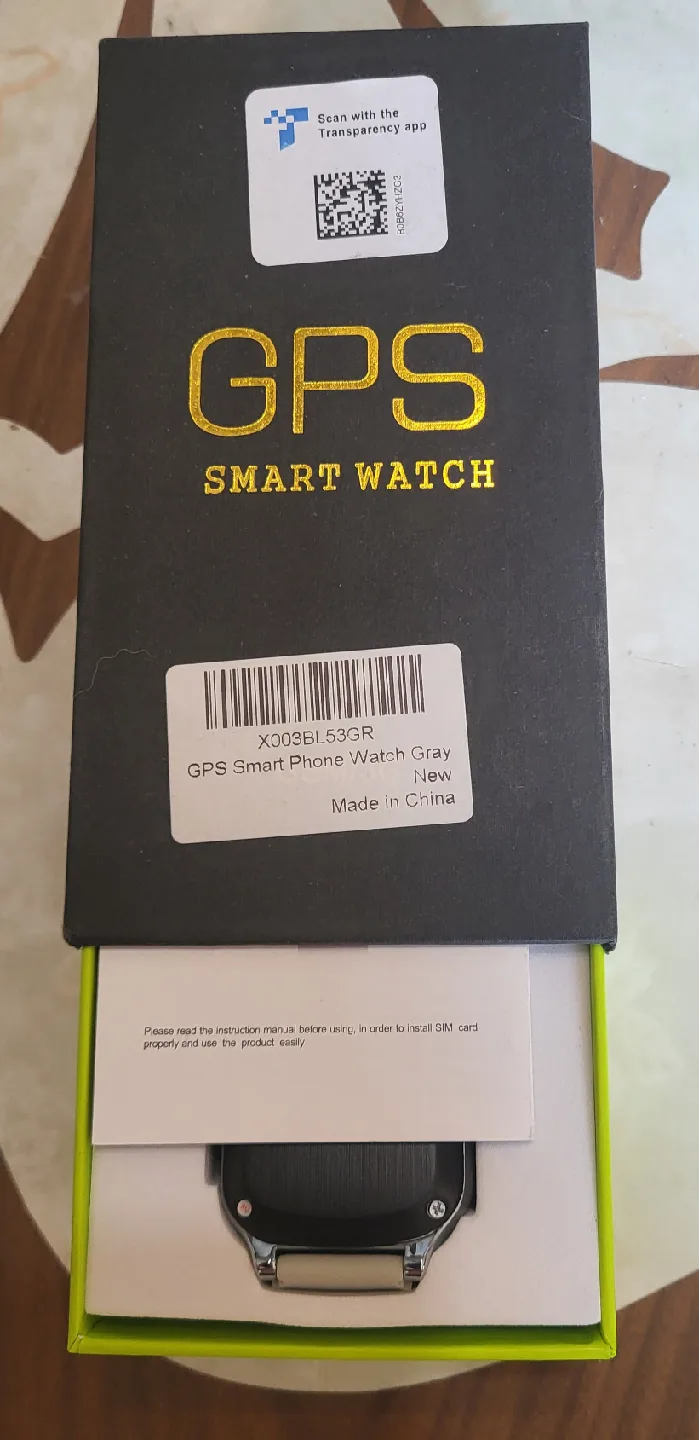 Scan with the
Transparency app
GPS
SMART WATCH
X003BL53GR
GPS Smart Phone Watch Gray
New
Made in China
Please read the instruction manual before using, in order to install SIM card
properly and use the product easily